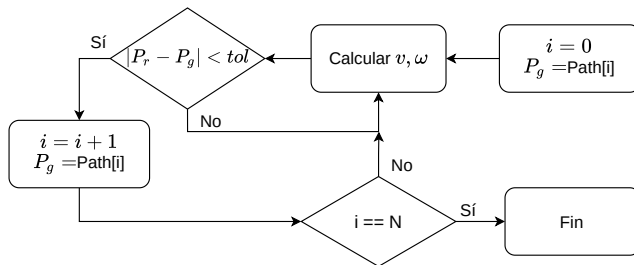 i = 0
P_g =Path[i]
Calcular v, ω
|P_r − P_g| < tol
Sí
No
i = i + 1
P_g =Path[i]
i == N
No
Sí
Fin